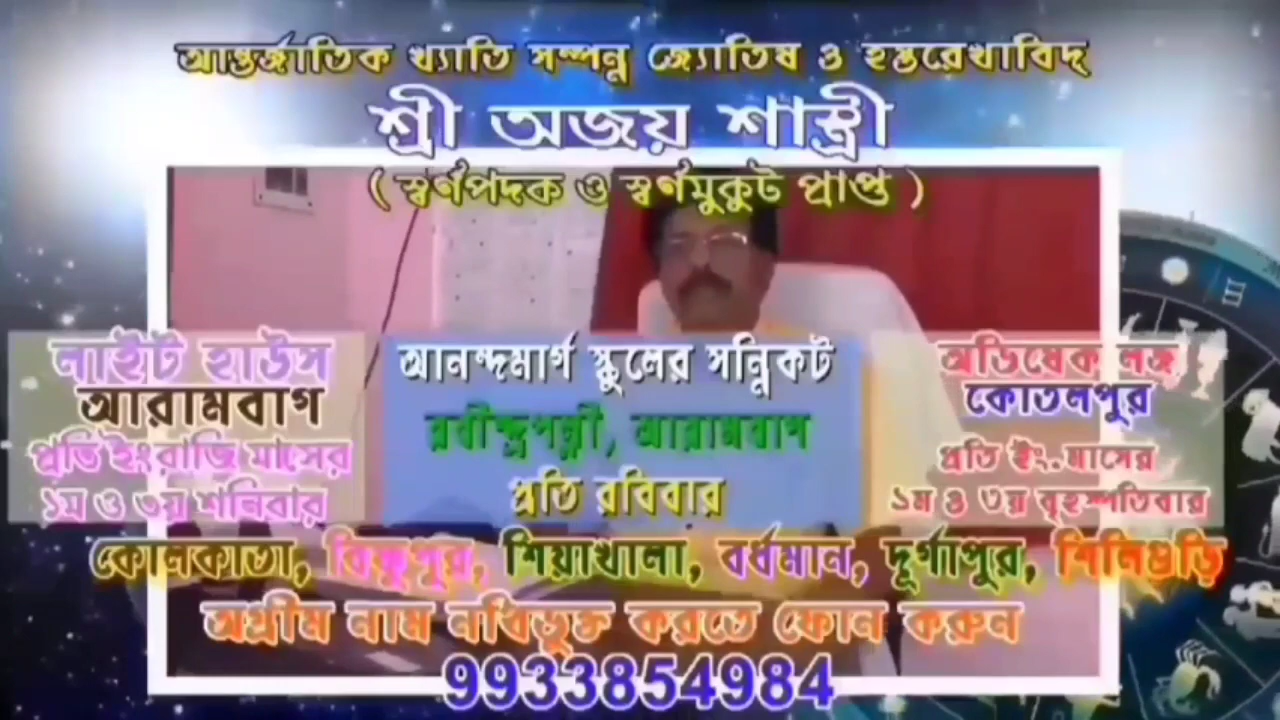 আন্তর্জাতিক খ্যাতি সম্পন্ন জ্যোতিষ ও হস্তরেখাবিদ্
শ্রী অজয় শাস্ত্রী
( স্বর্ণপদক ও স্বর্ণমুকুট প্রাপ্ত )
লাইট হাউস
আরামবাগ
প্রতি ইংরাজি মাসের
১ম ও ৩য় শনিবার
আনন্দমার্গ স্কুলের সন্নিকট
রবীন্দ্রপল্লী, আরামবাগ
প্রতি রবিবার
অভিষেক লজ
কোতলপুর
প্রতি ইং.মাসের
১ম ও ৩য় বৃহস্পতিবার
কোলকাতা, বিষ্ণুপুর, শিয়াখালা, বর্ধমান, দূর্গাপুর, শিলিগুড়ি
অগ্রীম নাম নথিভুক্ত করতে ফোন করুন
9933854984